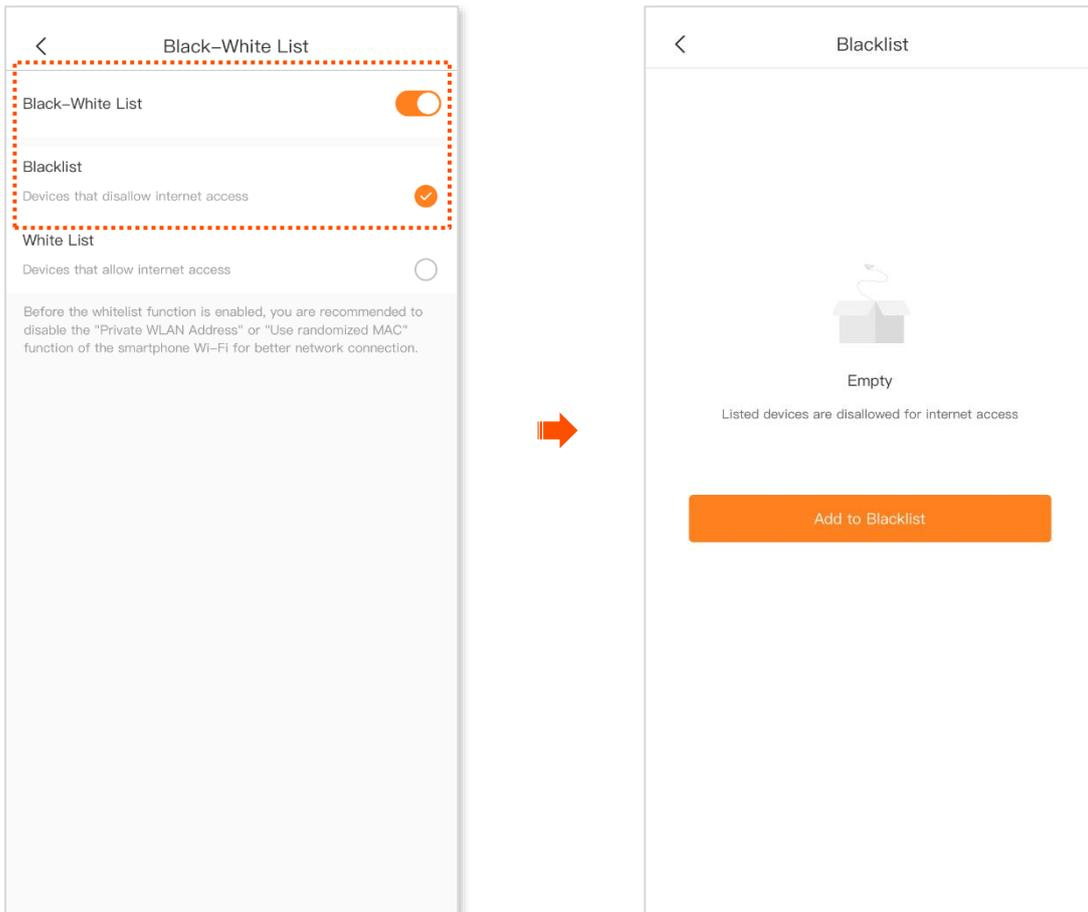 Black–White List
Black–White List
Blacklist
Devices that disallow internet access
White List
Devices that allow internet access
Before the whitelist function is enabled, you are recommended to
disable the "Private WLAN Address" or "Use randomized MAC"
function of the smartphone Wi–Fi for better network connection.
Blacklist
Empty
Listed devices are disallowed for internet access
Add to Blacklist